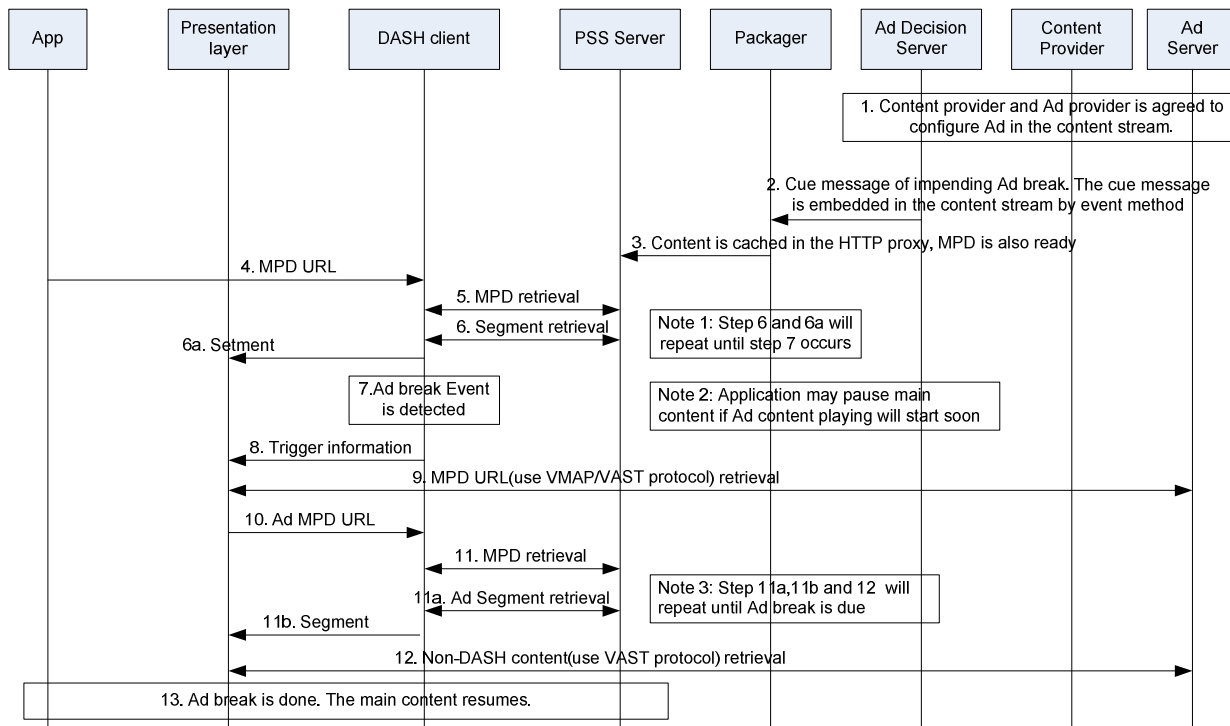 App
Presentation
layer
DASH client
PSS Server
Packager
Ad Decision
Server
Content
Provider
Ad
Server
1. Content provider and Ad provider is agreed to
configure Ad in the content stream.
2. Cue message of impending Ad break. The cue message
is embedded in the content stream by event method
3. Content is cached in the HTTP proxy, MPD is also ready
4. MPD URL
5. MPD retrieval
6. Segment retrieval
Note 1: Step 6 and 6a will
repeat until step 7 occurs
6a. Setment
7.Ad break Event
is detected
Note 2: Application may pause main
content if Ad content playing will start soon
8. Trigger information
9. MPD URL(use VMAP/VAST protocol) retrieval
10. Ad MPD URL
11. MPD retrieval
Note 3: Step 11a,11b and 12 will
repeat until Ad break is due
11a. Ad Segment retrieval
11b. Segment
12. Non-DASH content(use VAST protocol) retrieval
13. Ad break is done. The main content resumes.